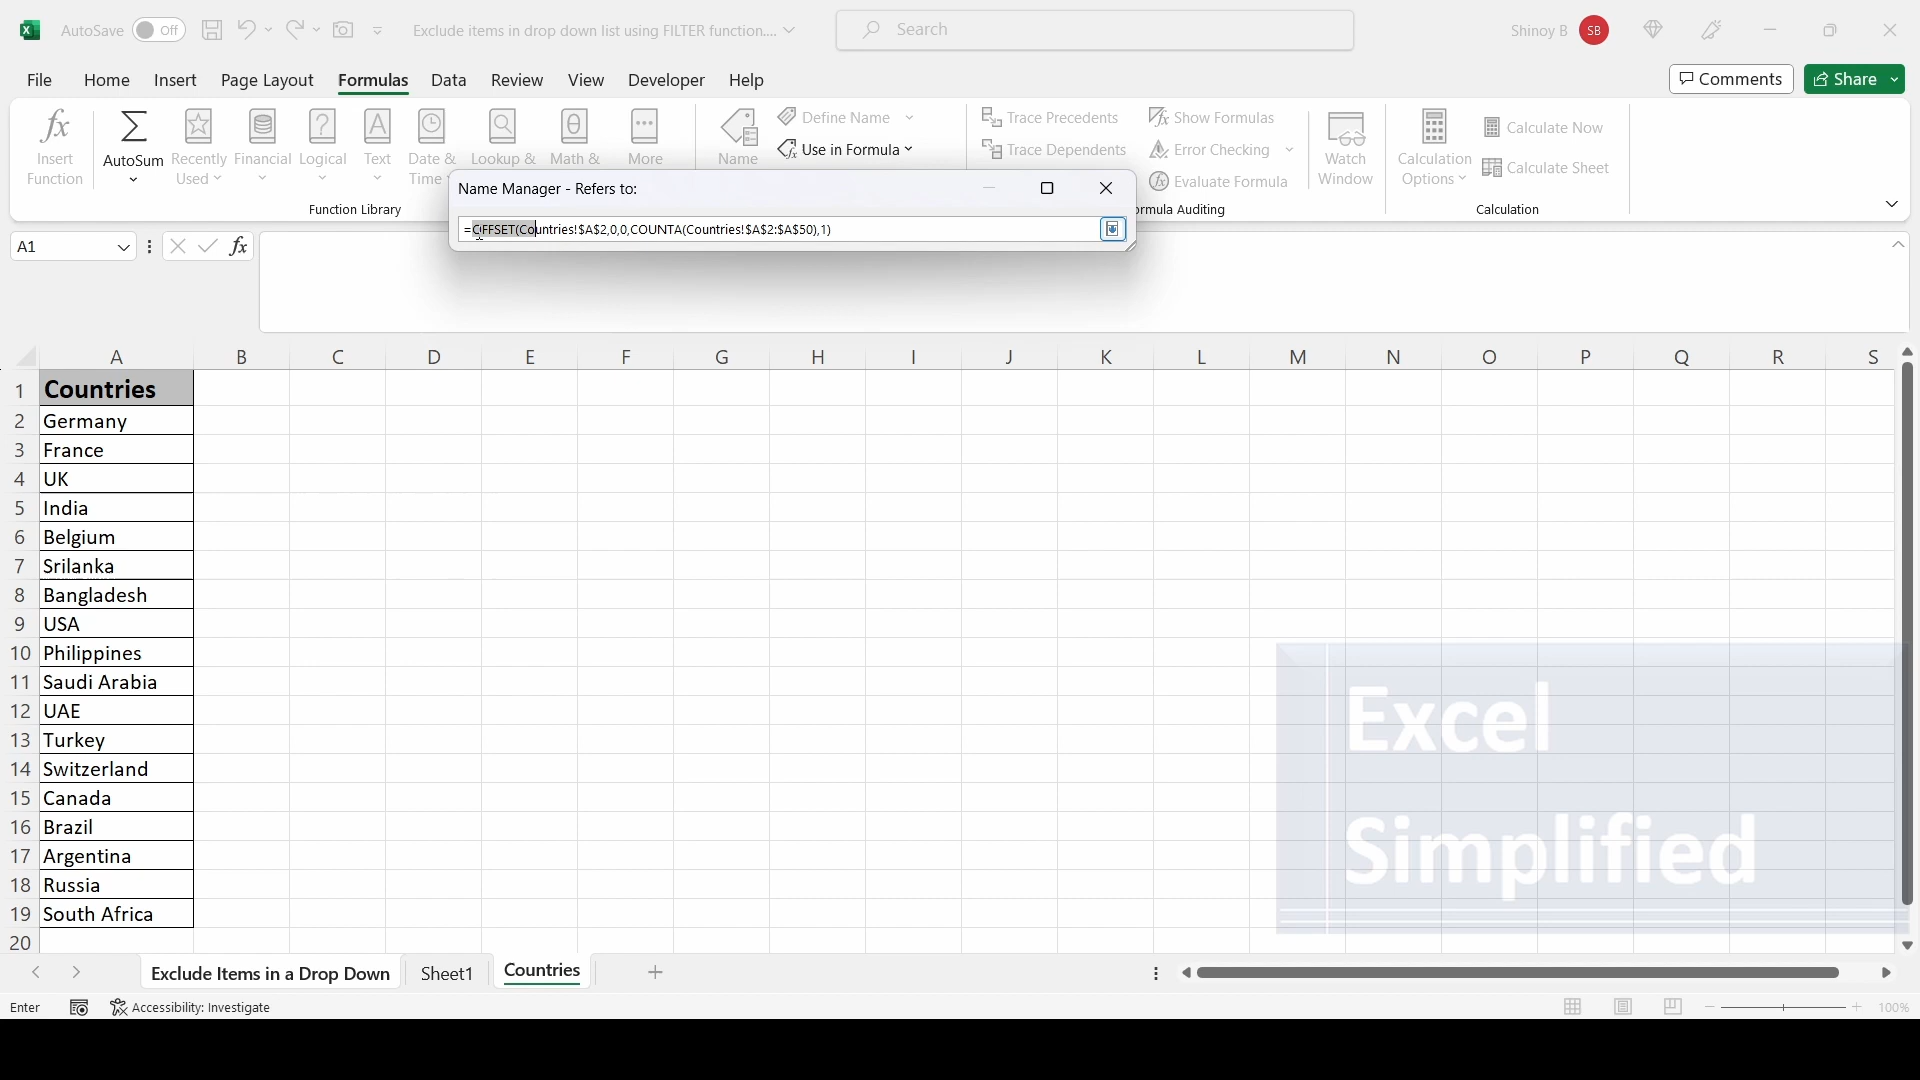 AutoSave Off Exclude items in drop down list using FILTER function.... Search Shinoy B SB
File Home Insert Page Layout Formulas Data Review View Developer Help Comments Share
Insert Function
AutoSum
Recently Used
Financial
Logical
Text
Date & Time
Lookup &
Math &
More
Function Library
Name
Define Name
Use in Formula
Trace Precedents
Trace Dependents
Show Formulas
Error Checking
Evaluate Formula
Watch Window
Calculation Options
Calculate Now
Calculate Sheet
Calculation
Name Manager - Refers to:
=OFFSET(Countries!$A$2,0,0,COUNTA(Countries!$A$2:$A$50),1)
A1 fx
A B C D E F G H I J K L M N O P Q R S
1 Countries
2 Germany
3 France
4 UK
5 India
6 Belgium
7 Srilanka
8 Bangladesh
9 USA
10 Philippines
11 Saudi Arabia
12 UAE
13 Turkey
14 Switzerland
15 Canada
16 Brazil
17 Argentina
18 Russia
19 South Africa
20
Excel
Simplified
Exclude Items in a Drop Down Sheet1 Countries
Enter Accessibility: Investigate 100%